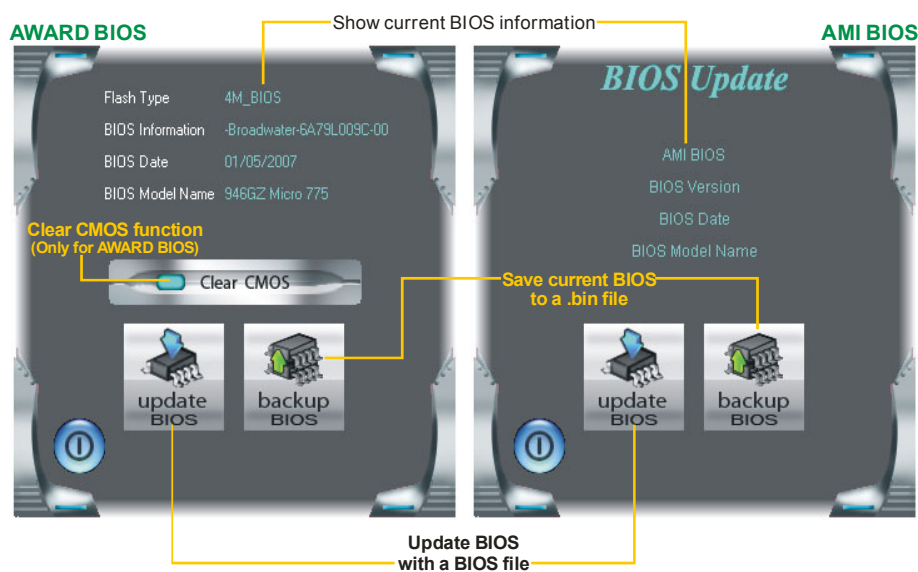 Show current BIOS information
AWARD BIOS
AMI BIOS
Flash Type 4M_BIOS
BIOS Information -Broadwater-6A79L009C-00
BIOS Date 01/05/2007
BIOS Model Name 946GZ Micro 775
Clear CMOS function
(Only for AWARD BIOS)
Clear CMOS
update
BIOS
backup
BIOS
BIOS Update
AMI BIOS
BIOS Version
BIOS Date
BIOS Model Name
Save current BIOS
to a .bin file
update
BIOS
backup
BIOS
Update BIOS
with a BIOS file